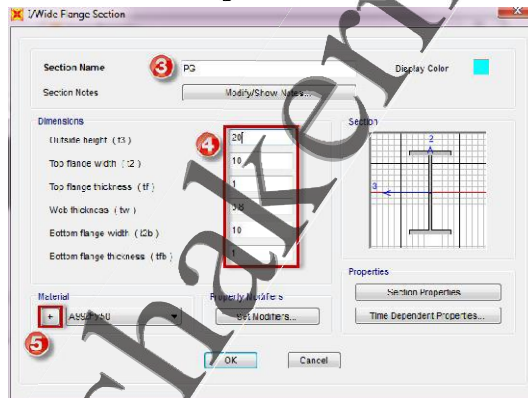 I/Wide Flange Section
Section Name
3
PG
Display Color
Section Notes
Modify/Show Notes...
Dimensions
Section
Outside height ( t3 )
4
20
Top flange width ( t2 )
10
Top flange thickness ( tf )
1
Web thickness ( tw )
Bottom flange width ( t2b )
10
Bottom flange thickness ( tfb )
1
2
3
Properties
Section Properties
Time Dependent Properties...
Material
+
Property Modifiers
Set Modifiers...
5
OK
Cancel
haker